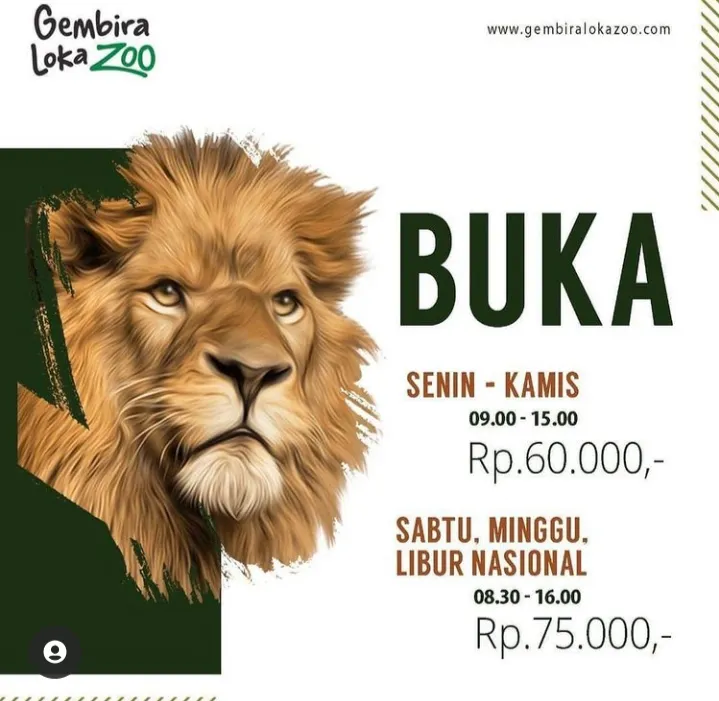 Gembira
Loka ZOO
www.gembiralokazoo.com
BUKA
SENIN - KAMIS
09.00 - 15.00
Rp.60.000,-
SABTU, MINGGU,
LIBUR NASIONAL
08.30 - 16.00
Rp.75.000,-